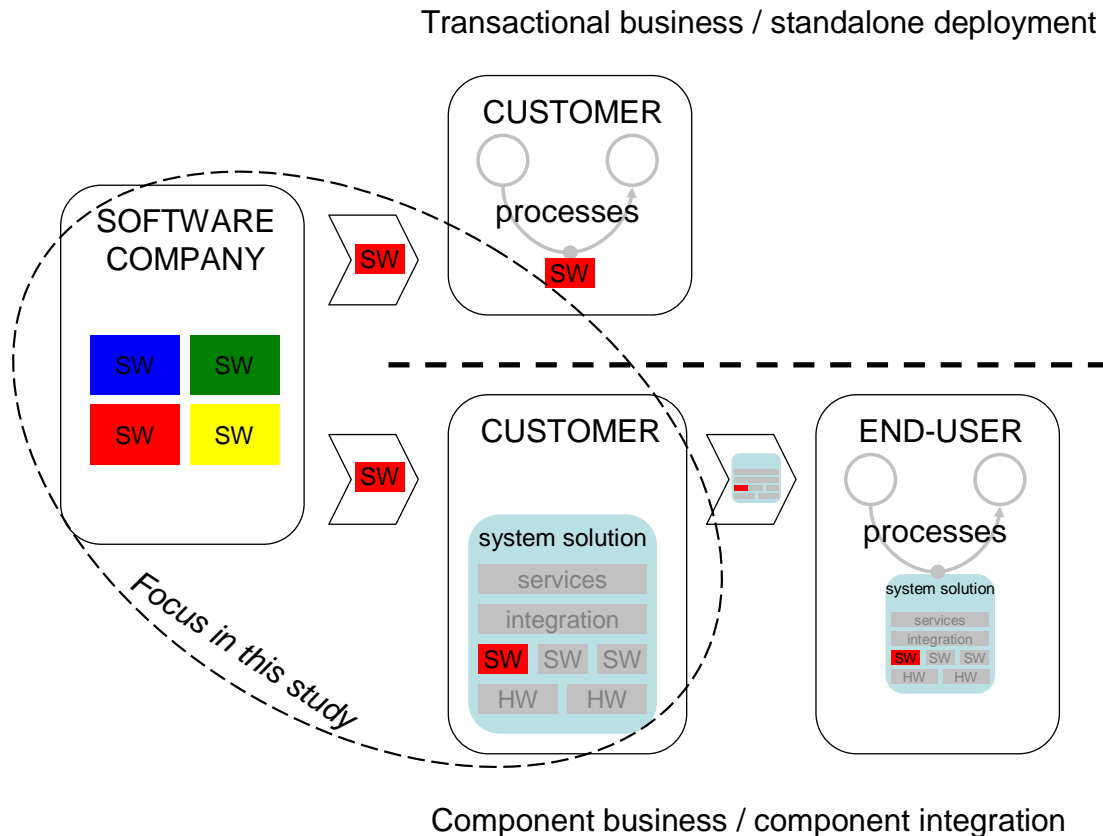 Transactional business / standalone deployment
CUSTOMER
processes
SW
SOFTWARE
COMPANY
SW
SW SW
SW SW
SW
CUSTOMER
system solution
services
integration
SW SW SW
HW HW
END-USER
processes
system solution
services
integration
SW SW SW
HW HW
Focus in this study
Component business / component integration